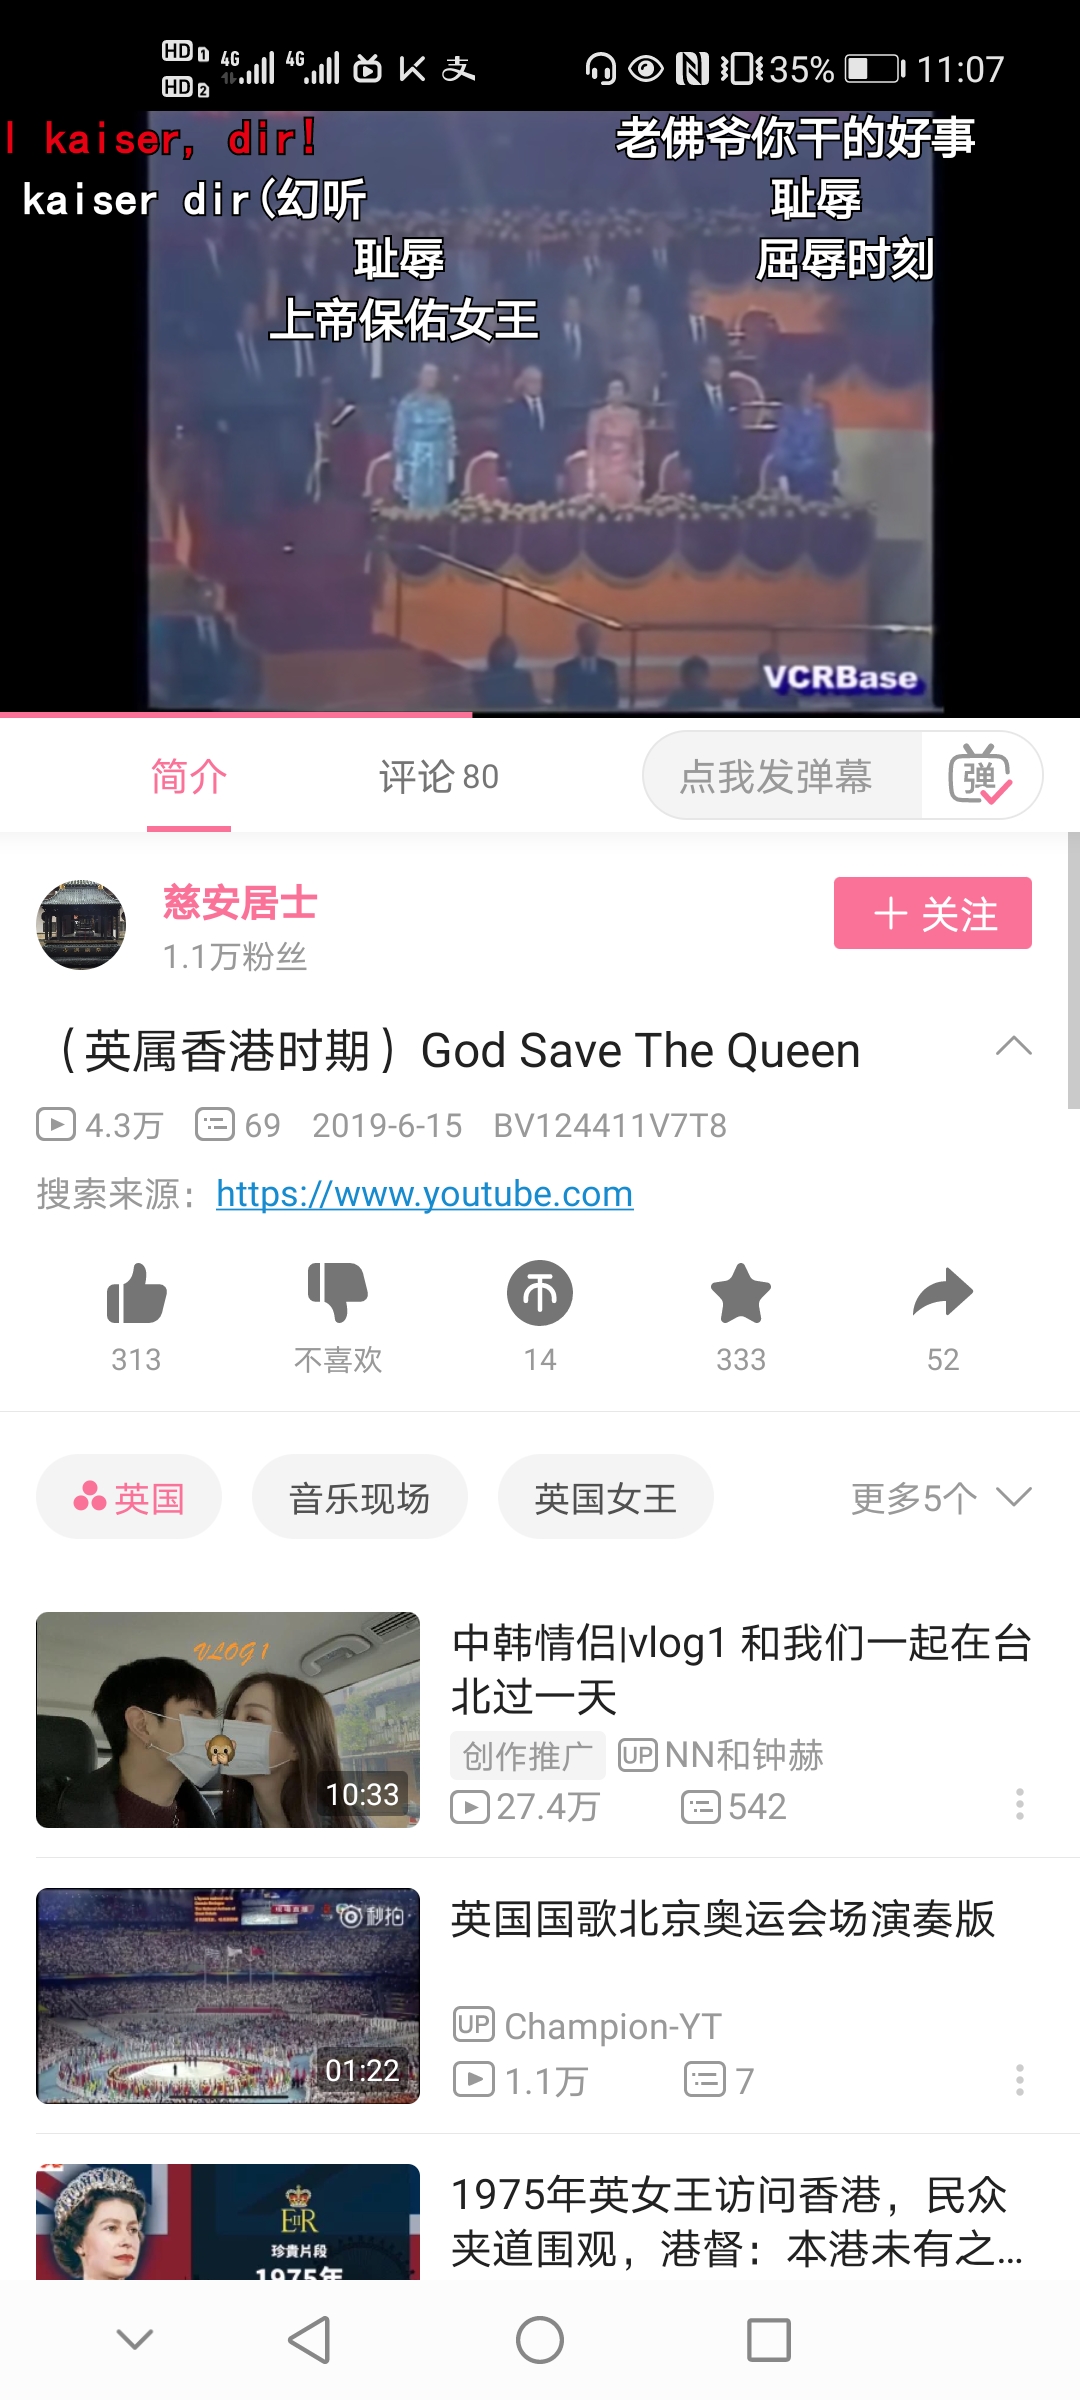 HD 1 4G 4G 35% 11:07
HD 2
l kaiser, dir! 老佛爷你干的好事
kaiser dir(幻听 耻辱
耻辱 屈辱时刻
上帝保佑女王
VCRBase
简介 评论 80 点我发弹幕 弹
慈安居士 关注
1.1万粉丝
（英属香港时期）God Save The Queen
4.3万 69 2019-6-15 BV124411V7T8
搜索来源：https://www.youtube.com
313 不喜欢 14 333 52
英国 音乐现场 英国女王 更多5个
VLOG 1
10:33
中韩情侣|vlog1 和我们一起在台
北过一天
创作推广 UP NN和钟赫
27.4万 542
秒拍
01:22
英国国歌北京奥运会场演奏版
UP Champion-YT
1.1万 7
EIIR
珍貴片段
1975年
1975年英女王访问香港，民众
夹道围观，港督：本港未有之...